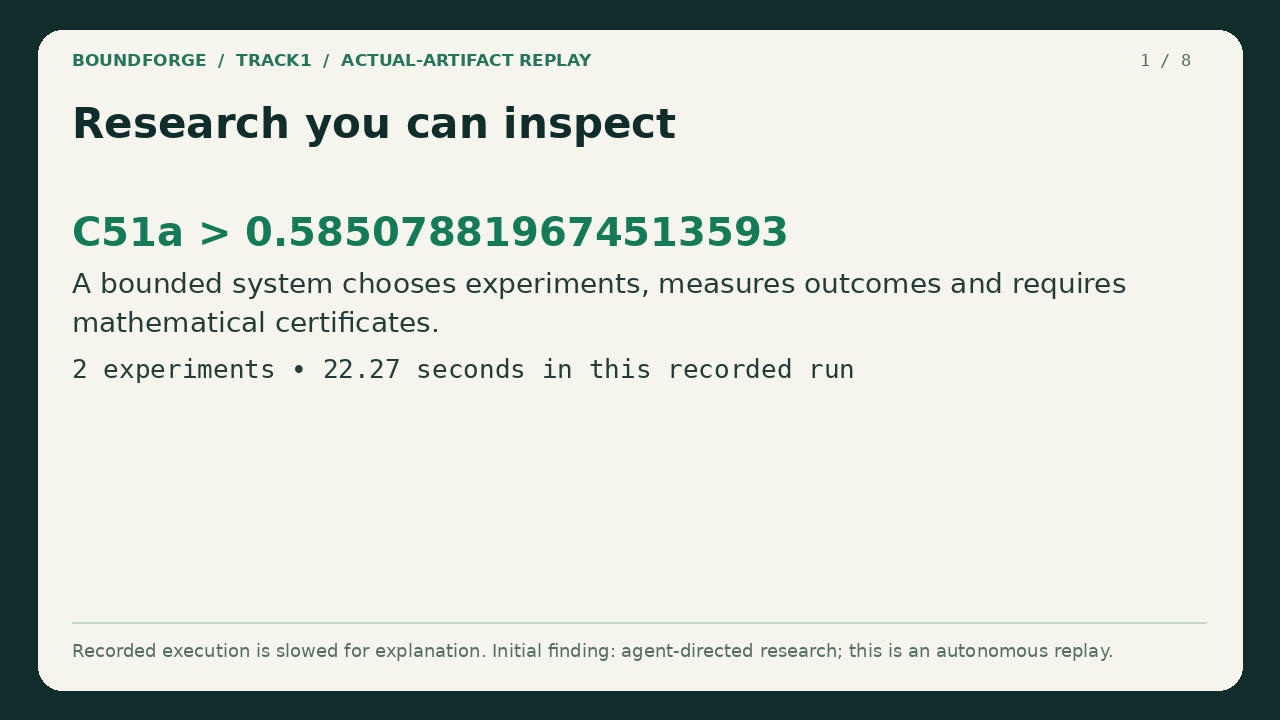 BOUNDFORGE / TRACK1 / ACTUAL-ARTIFACT REPLAY
1 / 8
Research you can inspect
C51a > 0.585078819674513593
A bounded system chooses experiments, measures outcomes and requires
mathematical certificates.
2 experiments • 22.27 seconds in this recorded run
Recorded execution is slowed for explanation. Initial finding: agent-directed research; this is an autonomous replay.